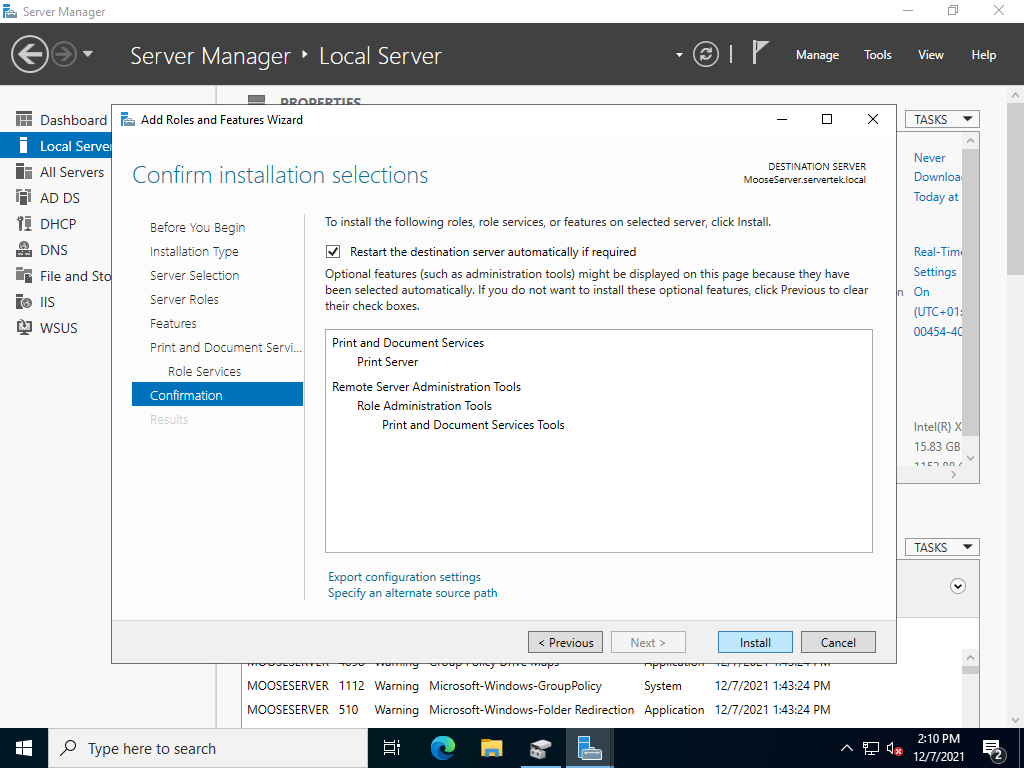 Server Manager
Server Manager ‣ Local Server
Manage Tools View Help
PROPERTIES
Dashboard
Local Server
All Servers
AD DS
DHCP
DNS
File and Sto
IIS
WSUS
TASKS
Never
Downloa
Today at
Real-Time
Settings
n On
(UTC+01:
00454-40
Intel(R) X
15.83 GB
TASKS
Add Roles and Features Wizard
Confirm installation selections
DESTINATION SERVER
MooseServer.servertek.local
Before You Begin
Installation Type
Server Selection
Server Roles
Features
Print and Document Servi...
Role Services
Confirmation
Results
To install the following roles, role services, or features on selected server, click Install.
Restart the destination server automatically if required
Optional features (such as administration tools) might be displayed on this page because they have
been selected automatically. If you do not want to install these optional features, click Previous to clear
their check boxes.
Print and Document Services
Print Server
Remote Server Administration Tools
Role Administration Tools
Print and Document Services Tools
Export configuration settings
Specify an alternate source path
< Previous Next > Install Cancel
MOOSESERVER 4098 Warning Group Policy Drive Maps Application 12/7/2021 1:43:24 PM
MOOSESERVER 1112 Warning Microsoft-Windows-GroupPolicy System 12/7/2021 1:43:24 PM
MOOSESERVER 510 Warning Microsoft-Windows-Folder Redirection Application 12/7/2021 1:43:24 PM
Type here to search
2:10 PM
12/7/2021
2